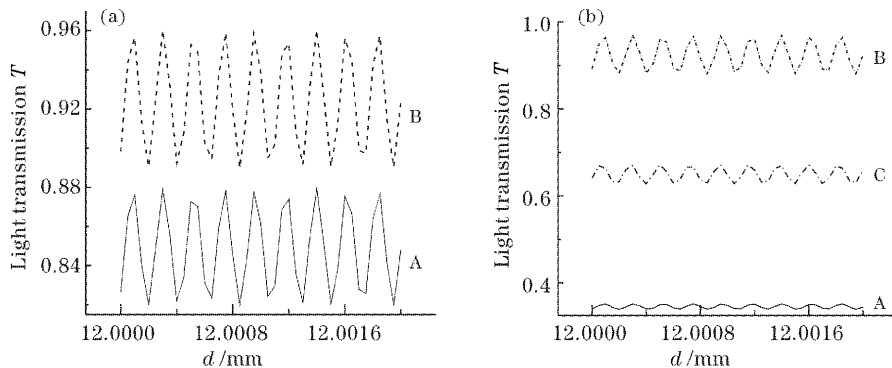 (a)
0.96
0.92
0.88
0.84
Light transmission T
B
A
12.0000 12.0008 12.0016
d /mm
(b)
1.0
0.8
0.6
0.4
Light transmission T
B
C
A
12.0000 12.0008 12.0016
d /mm